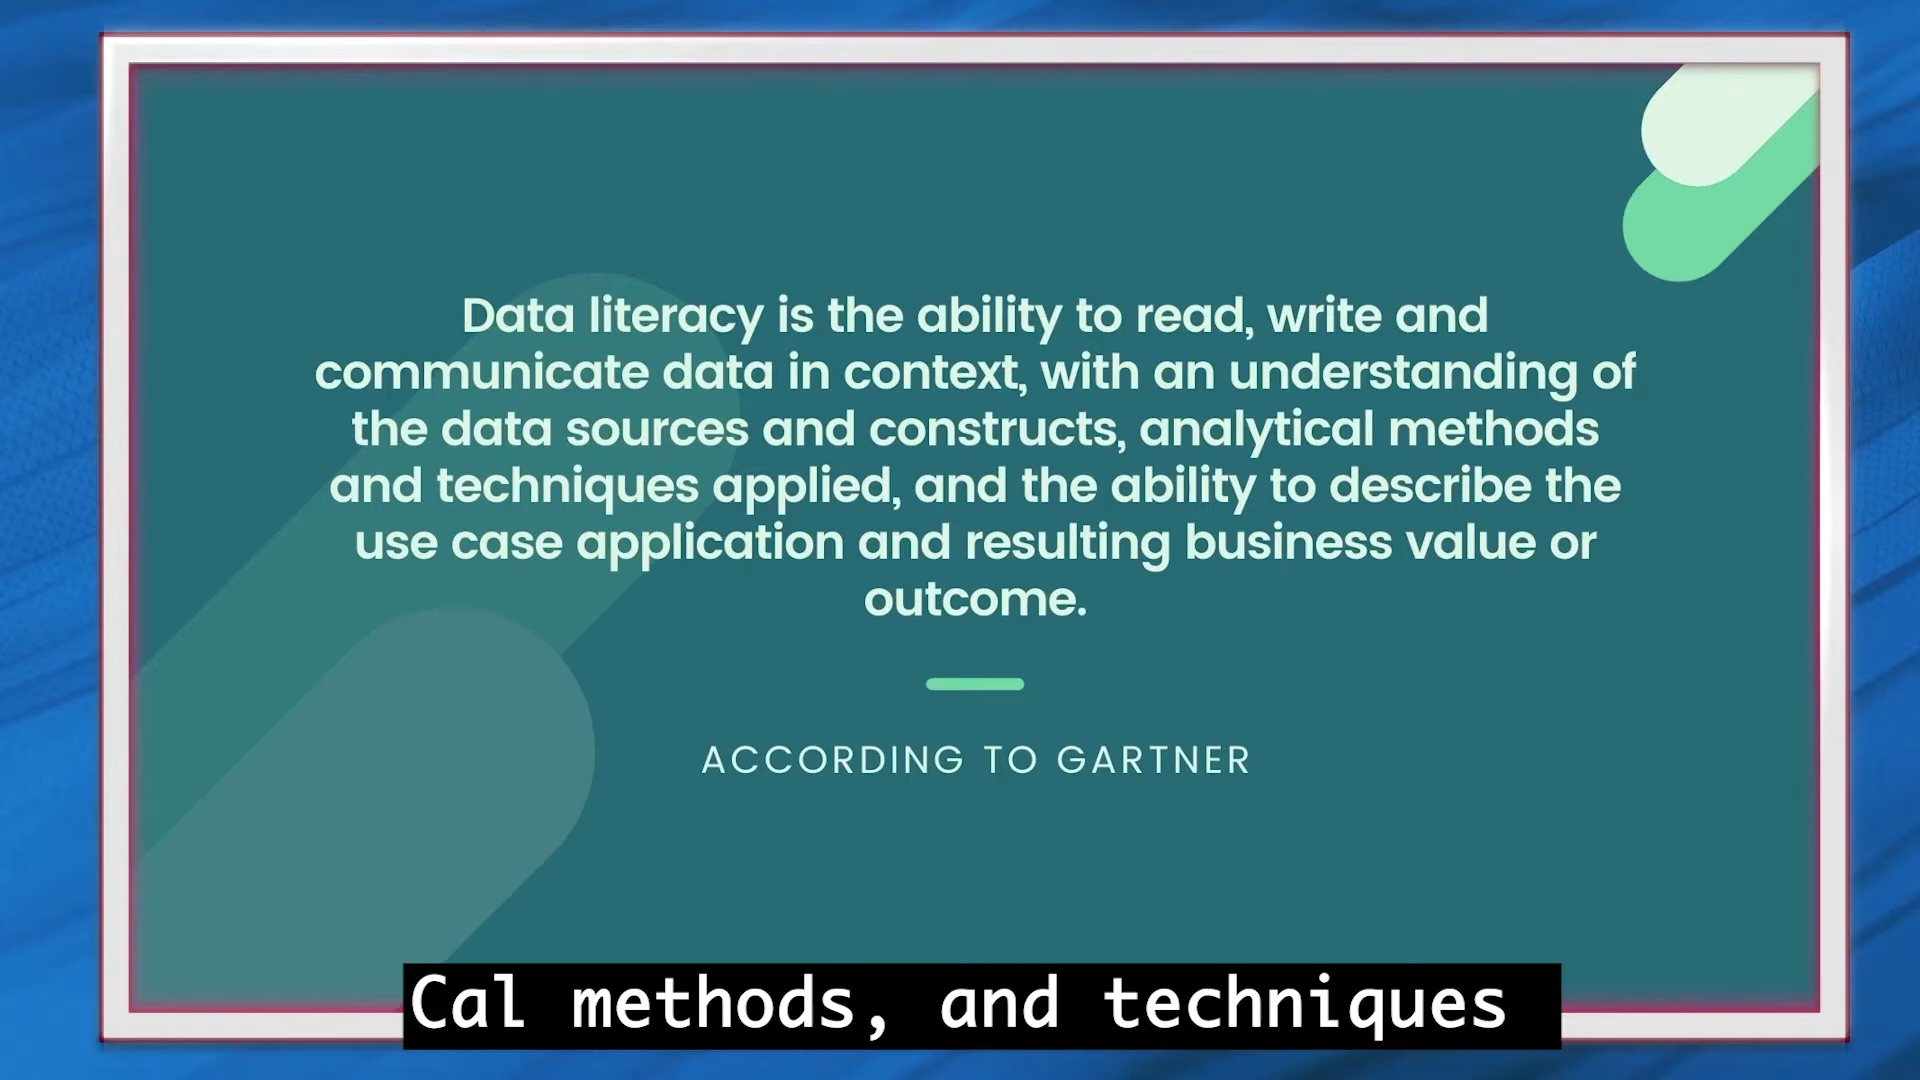 Data literacy is the ability to read, write and
communicate data in context, with an understanding of
the data sources and constructs, analytical methods
and techniques applied, and the ability to describe the
use case application and resulting business value or
outcome.
ACCORDING TO GARTNER
Cal methods, and techniques